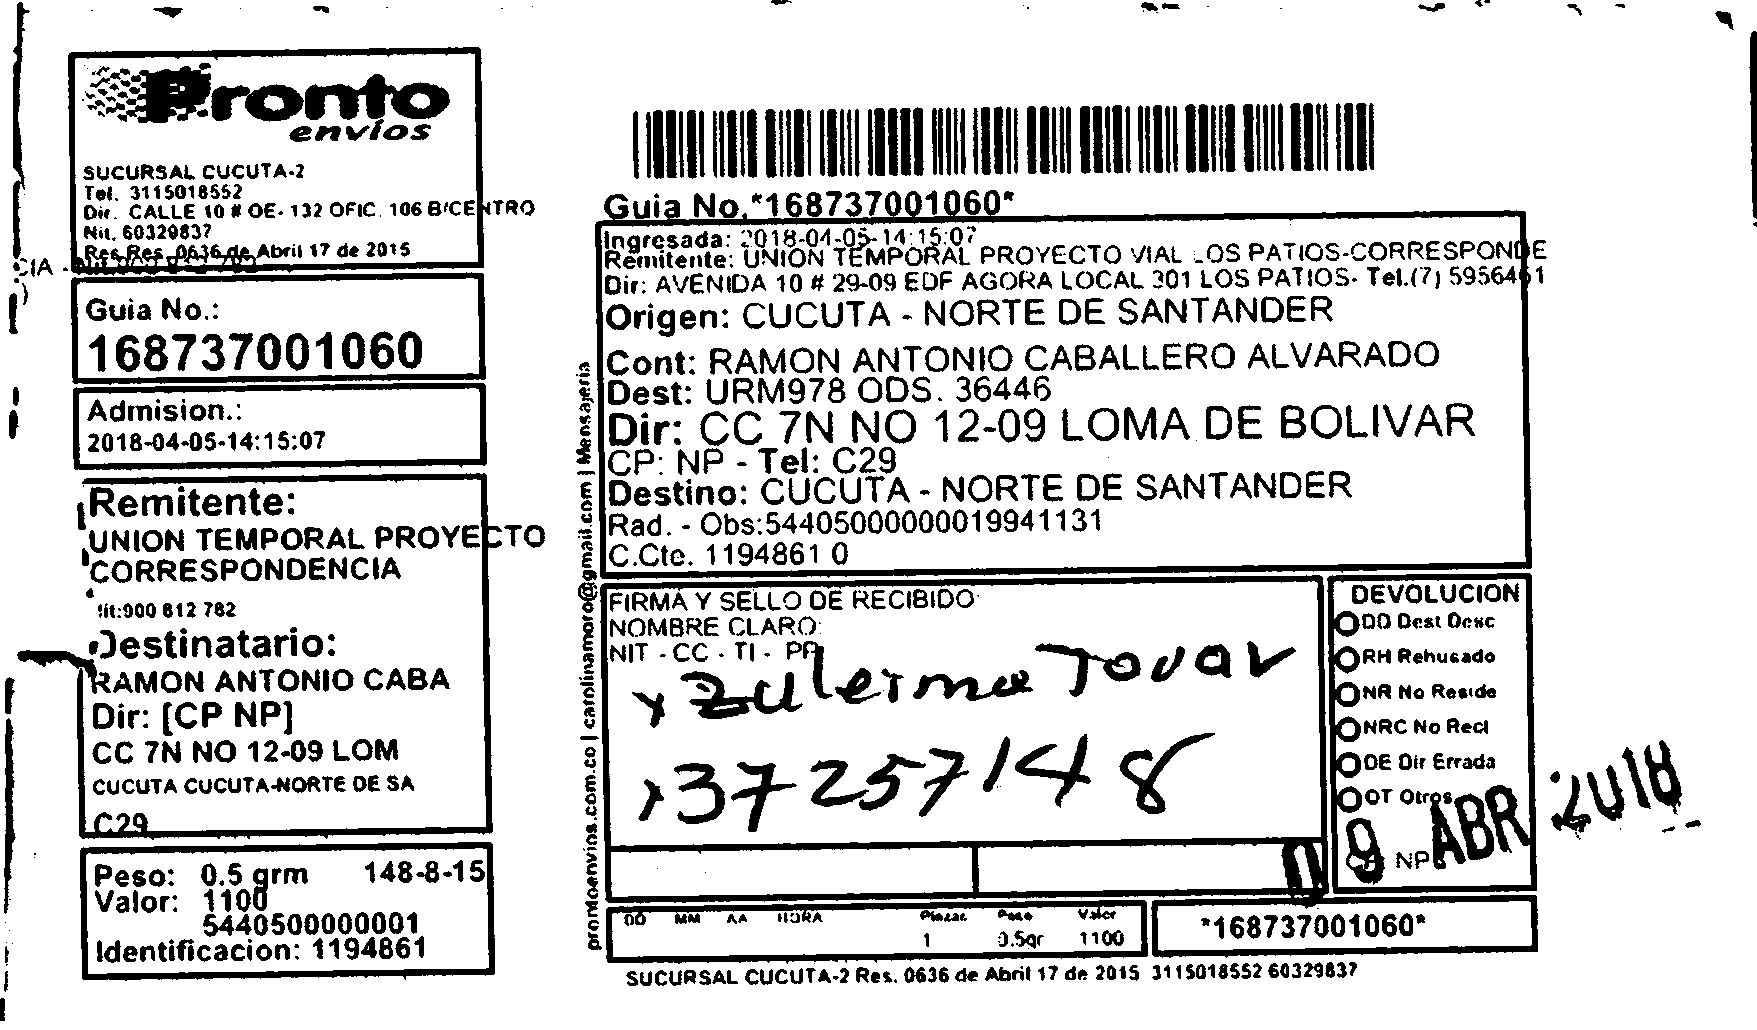 Pronto
envíos
SUCURSAL CUCUTA-2
Tel. 3115018552
Dir. CALLE 10 # OE- 132 OFIC. 106 B/CENTRO
Nit. 60329837
Res.Res. 0636 de Abril 17 de 2015
CIA -
Guia No.:
168737001060
Admision.:
2018-04-05-14:15:07
Remitente:
UNION TEMPORAL PROYECTO
CORRESPONDENCIA
Nit:900 812 782
Destinatario:
RAMON ANTONIO CABA
Dir: [CP NP]
CC 7N NO 12-09 LOM
CUCUTA CUCUTA-NORTE DE SA
C29
Peso: 0.5 grm 148-8-15
Valor: 1100
5440500000001
Identificacion: 1194861
prontoenvios.com.co | carolinamoro@gmail.com | Mensajeria
Guia No.*168737001060*
Ingresada: 2018-04-05-14:15:07
Remitente: UNION TEMPORAL PROYECTO VIAL LOS PATIOS-CORRESPONDE
Dir: AVENIDA 10 # 29-09 EDF AGORA LOCAL 301 LOS PATIOS- Tel.(7) 5956461
Origen: CUCUTA - NORTE DE SANTANDER
Cont: RAMON ANTONIO CABALLERO ALVARADO
Dest: URM978 ODS. 36446
Dir: CC 7N NO 12-09 LOMA DE BOLIVAR
CP: NP - Tel: C29
Destino: CUCUTA - NORTE DE SANTANDER
Rad. - Obs:54405000000019941131
C.Cte. 1194861 0
FIRMA Y SELLO DE RECIBIDO
NOMBRE CLARO:
NIT - CC - TI - PP
x Zuleima Tovar
x 37257148
DEVOLUCION
DD Dest Desc
RH Rehusado
NR No Reside
NRC No Recl
DE Dir Errada
OT Otros
NP
09 ABR 2018
DD MM AA HORA Piezas Peso Valor
1 0.5gr 1100
*168737001060*
SUCURSAL CUCUTA-2 Res. 0636 de Abril 17 de 2015 3115018552 60329837